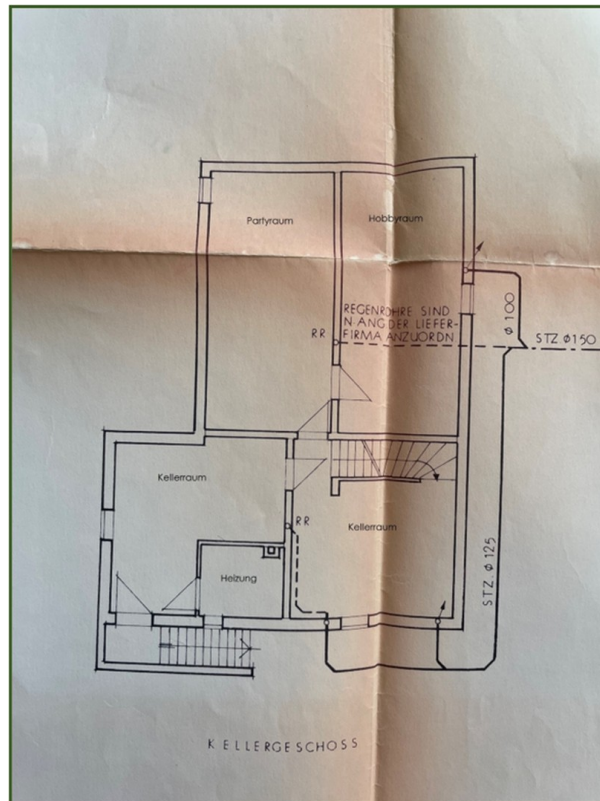 Partyraum
Hobbyraum
REGENROHRE SIND
N. ANG. DER LIEFER-
FIRMA ANZUORDN.
RR
ø 100
STZ. ø 150
Kellerraum
RR
Kellerraum
Heizung
STZ. ø 125
KELLERGESCHOSS